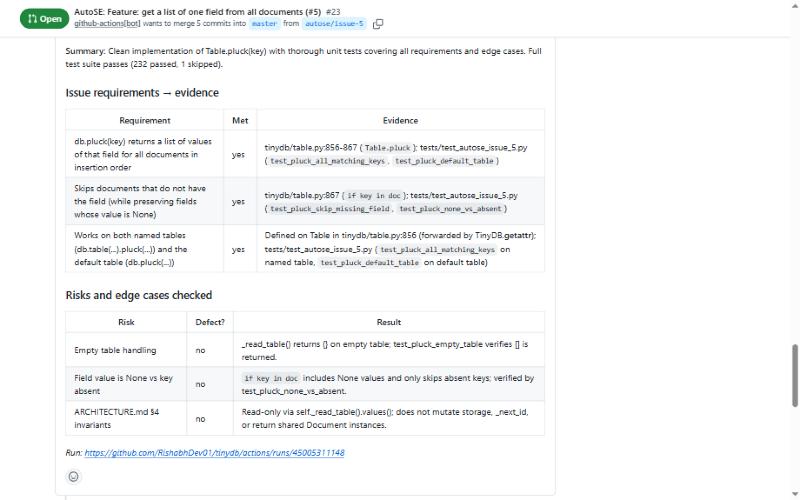 Open
AutoSE: Feature: get a list of one field from all documents (#5) #23
github-actions[bot] wants to merge 5 commits into master from autose/issue-5
Summary: Clean implementation of Table.pluck(key) with thorough unit tests covering all requirements and edge cases. Full
test suite passes (232 passed, 1 skipped).
Issue requirements → evidence
Requirement Met Evidence
db.pluck(key) returns a list of values
of that field for all documents in
insertion order
yes
tinydb/table.py:856-867 ( Table.pluck ); tests/test_autose_issue_5.py
( test_pluck_all_matching_keys , test_pluck_default_table )
Skips documents that do not have
the field (while preserving fields
whose value is None)
yes
tinydb/table.py:867 ( if key in doc ); tests/test_autose_issue_5.py
( test_pluck_skip_missing_field , test_pluck_none_vs_absent )
Works on both named tables
(db.table(...).pluck(...)) and the
default table (db.pluck(...))
yes
Defined on Table in tinydb/table.py:856 (forwarded by TinyDB.getattr);
tests/test_autose_issue_5.py ( test_pluck_all_matching_keys on
named table, test_pluck_default_table on default table)
Risks and edge cases checked
Risk Defect? Result
Empty table handling
no
_read_table() returns {} on empty table; test_pluck_empty_table verifies [] is
returned.
Field value is None vs key
absent
no
if key in doc includes None values and only skips absent keys; verified by
test_pluck_none_vs_absent.
ARCHITECTURE.md §4
invariants
no
Read-only via self._read_table().values(); does not mutate storage, _next_id,
or return shared Document instances.
Run: https://github.com/RishabhDev01/tinydb/actions/runs/45005311148